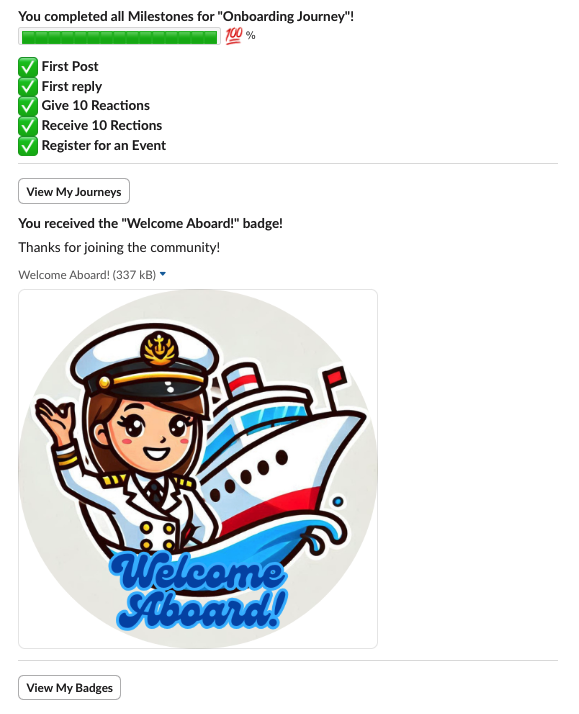 You completed all Milestones for "Onboarding Journey"!
💯 %
✅ First Post
✅ First reply
✅ Give 10 Reactions
✅ Receive 10 Rections
✅ Register for an Event
View My Journeys
You received the "Welcome Aboard!" badge!
Thanks for joining the community!
Welcome Aboard! (337 kB)
Welcome
Aboard!
View My Badges